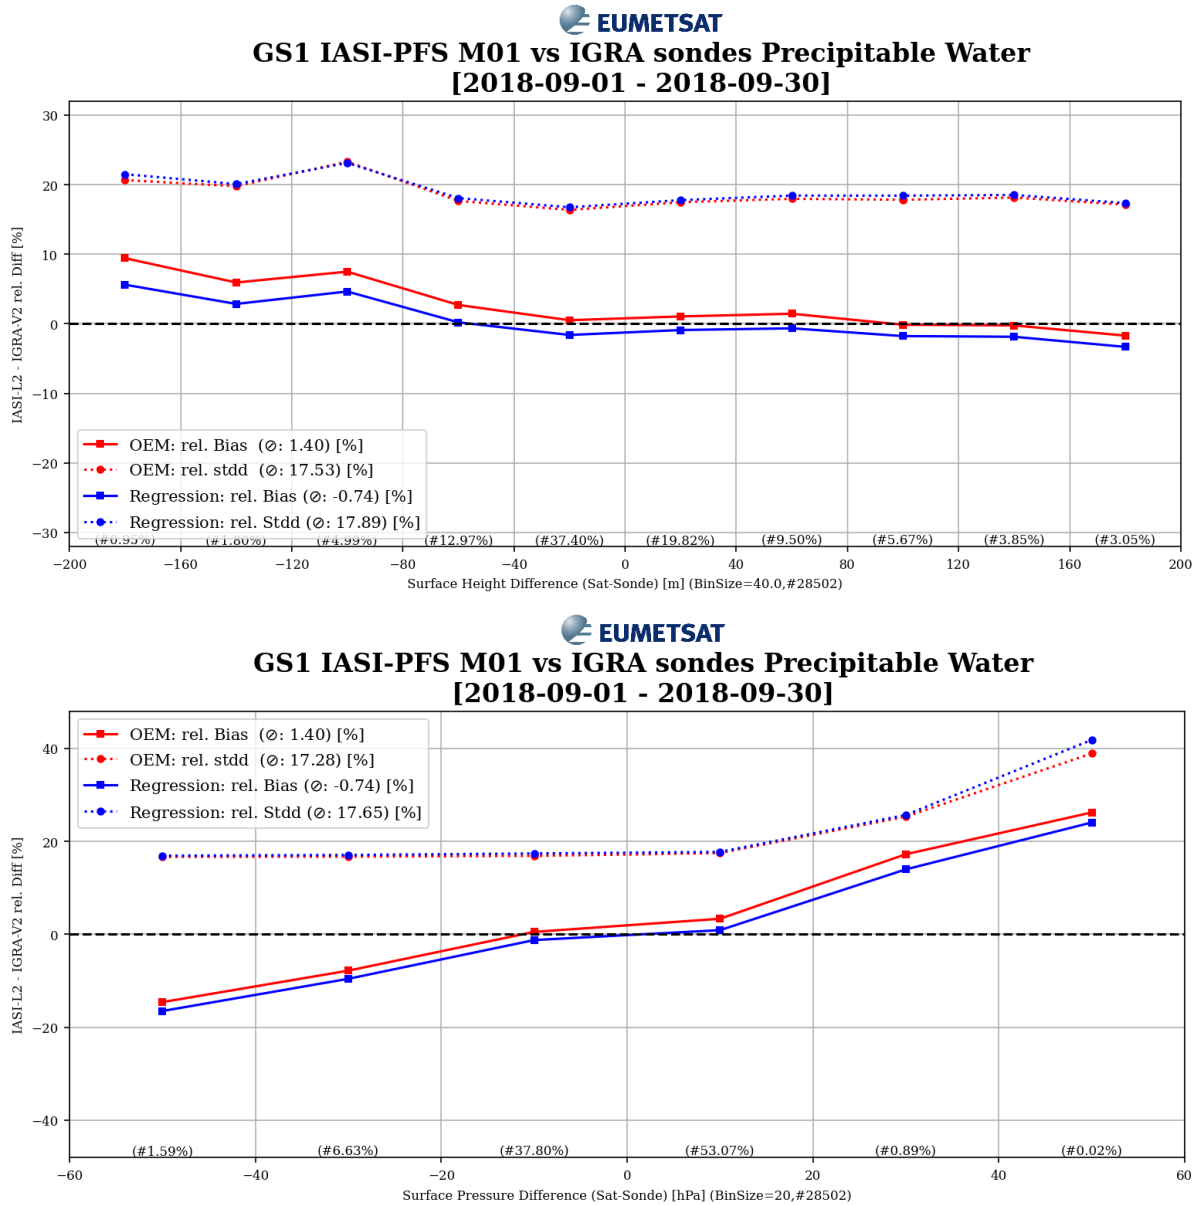 EUMETSAT
GS1 IASI-PFS M01 vs IGRA sondes Precipitable Water
[2018-09-01 - 2018-09-30]
30
20
10
0
−10
−20
−30
IASI-L2 - IGRA-V2 rel. Diff [%]
OEM: rel. Bias (⊘: 1.40) [%]
OEM: rel. stdd (⊘: 17.53) [%]
Regression: rel. Bias (⊘: -0.74) [%]
Regression: rel. Stdd (⊘: 17.89) [%]
(#0.95%) (#1.80%) (#4.99%) (#12.97%) (#37.40%) (#19.82%) (#9.50%) (#5.67%) (#3.85%) (#3.05%)
−200 −160 −120 −80 −40 0 40 80 120 160 200
Surface Height Difference (Sat-Sonde) [m] (BinSize=40.0,#28502)
EUMETSAT
GS1 IASI-PFS M01 vs IGRA sondes Precipitable Water
[2018-09-01 - 2018-09-30]
40
20
0
−20
−40
IASI-L2 - IGRA-V2 rel. Diff [%]
OEM: rel. Bias (⊘: 1.40) [%]
OEM: rel. stdd (⊘: 17.28) [%]
Regression: rel. Bias (⊘: -0.74) [%]
Regression: rel. Stdd (⊘: 17.65) [%]
(#1.59%) (#6.63%) (#37.80%) (#53.07%) (#0.89%) (#0.02%)
−60 −40 −20 0 20 40 60
Surface Pressure Difference (Sat-Sonde) [hPa] (BinSize=20,#28502)